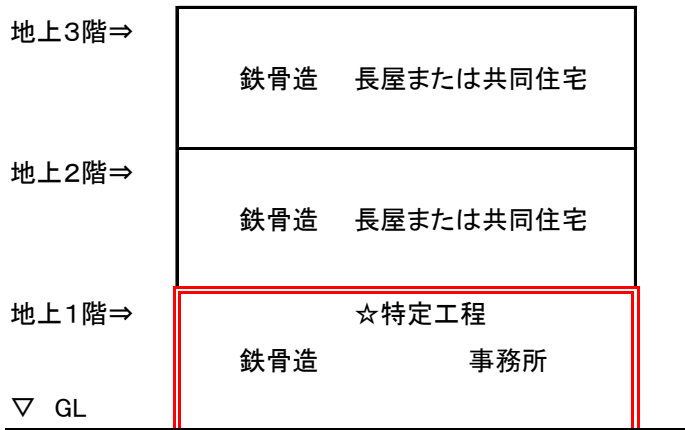 地上３階⇒
鉄骨造　長屋または共同住宅
地上２階⇒
鉄骨造　長屋または共同住宅
地上１階⇒
☆特定工程
鉄骨造　事務所
▽ GL